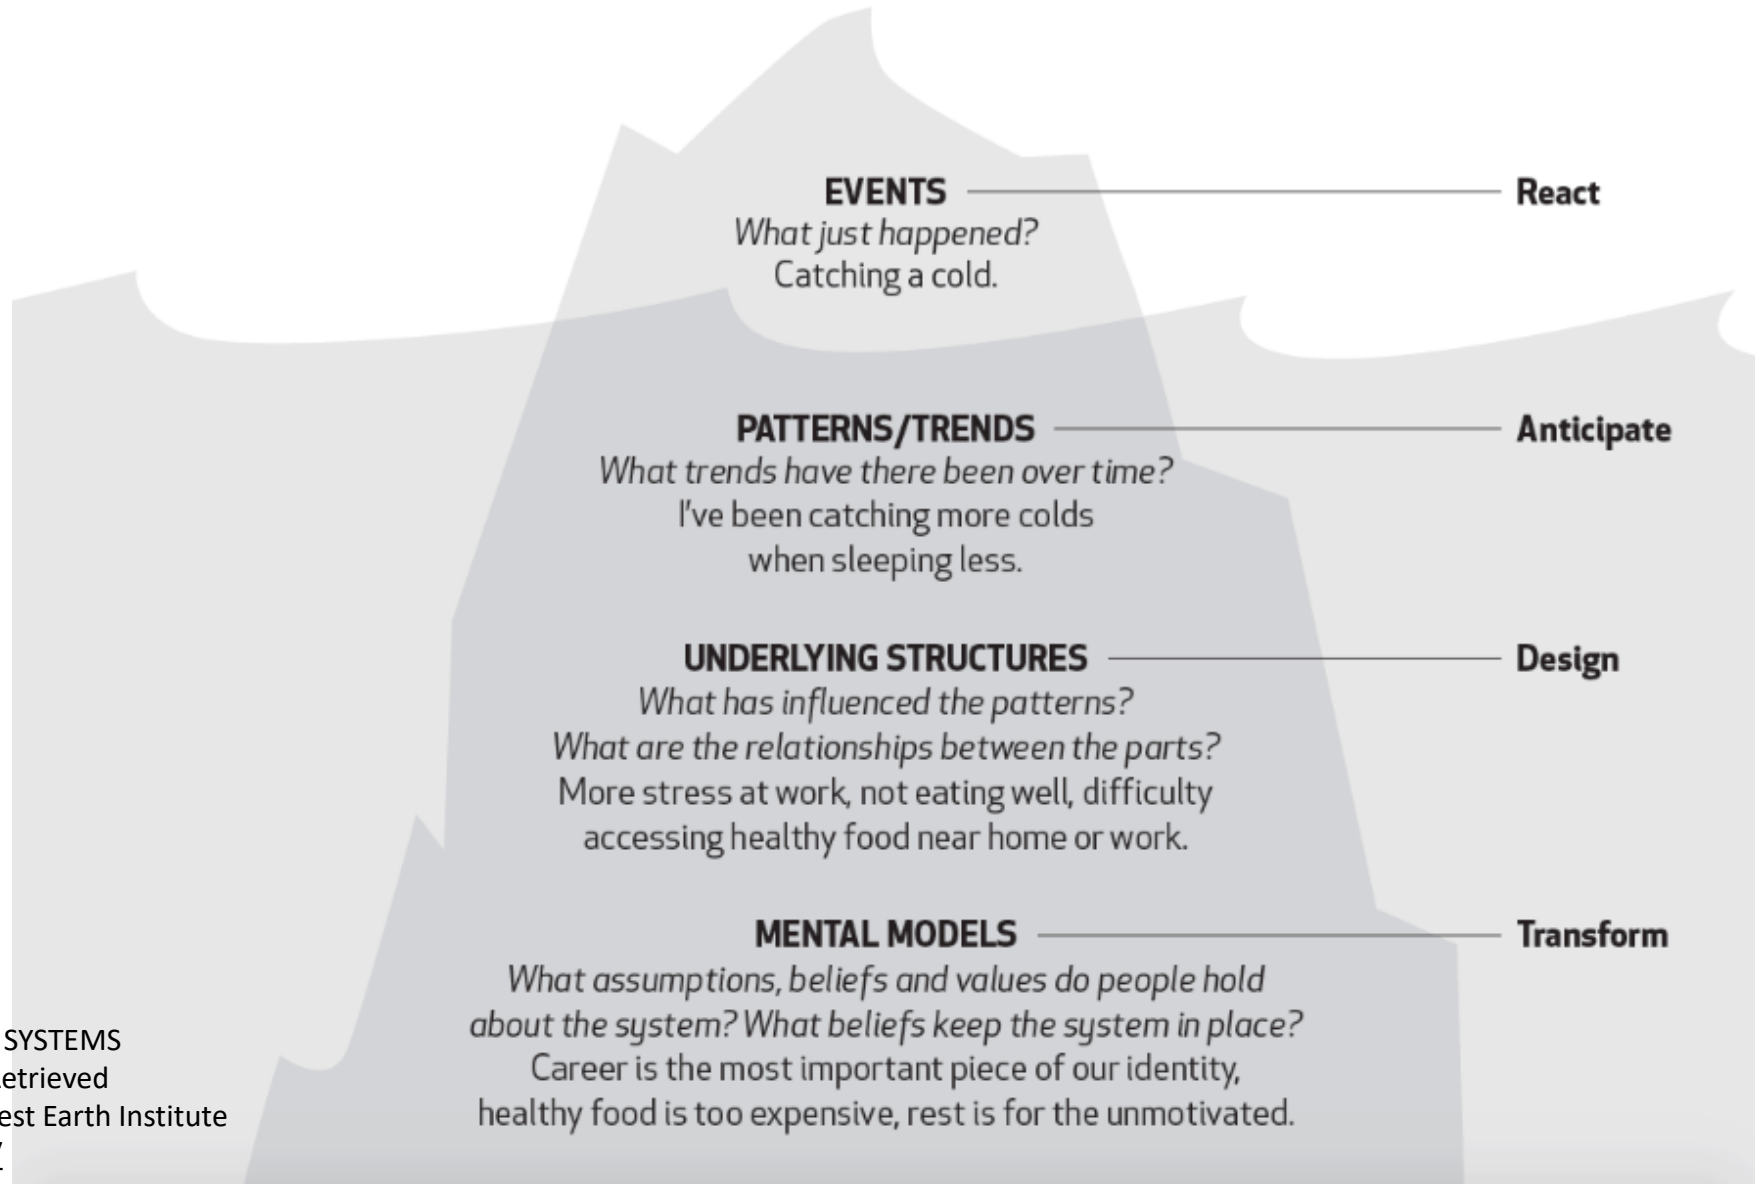 EVENTS
React
What just happened?
Catching a cold.
PATTERNS/TRENDS
Anticipate
What trends have there been over time?
I've been catching more colds
when sleeping less.
UNDERLYING STRUCTURES
Design
What has influenced the patterns?
What are the relationships between the parts?
More stress at work, not eating well, difficulty
accessing healthy food near home or work.
MENTAL MODELS
Transform
What assumptions, beliefs and values do people hold
about the system? What beliefs keep the system in place?
Career is the most important piece of our identity,
healthy food is too expensive, rest is for the unmotivated.
SYSTEMS
etrieved
est Earth Institute